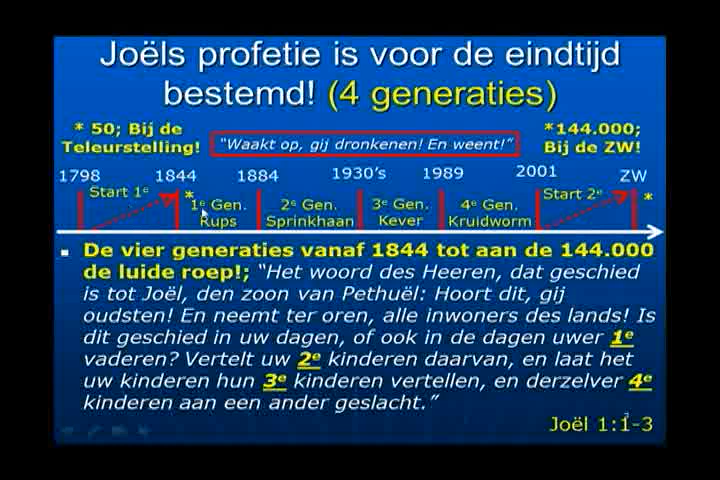 Joëls profetie is voor de eindtijd
bestemd! (4 generaties)
* 50; Bij de
Teleurstelling!
"Waakt op, gij dronkenen! En weent!"
*144.000;
Bij de ZW!
1798 1844 1884 1930's 1989 2001 ZW
Start 1e * Start 2e *
1e Gen. 2e Gen. 3e Gen. 4e Gen.
Rups Sprinkhaan Kever Kruidworm
De vier generaties vanaf 1844 tot aan de 144.000
de luide roep!; "Het woord des Heeren, dat geschied
is tot Joël, den zoon van Pethuël: Hoort dit, gij
oudsten! En neemt ter oren, alle inwoners des lands! Is
dit geschied in uw dagen, of ook in de dagen uwer 1e
vaderen? Vertelt uw 2e kinderen daarvan, en laat het
uw kinderen hun 3e kinderen vertellen, en derzelver 4e
kinderen aan een ander geslacht."
Joël 1:1-3